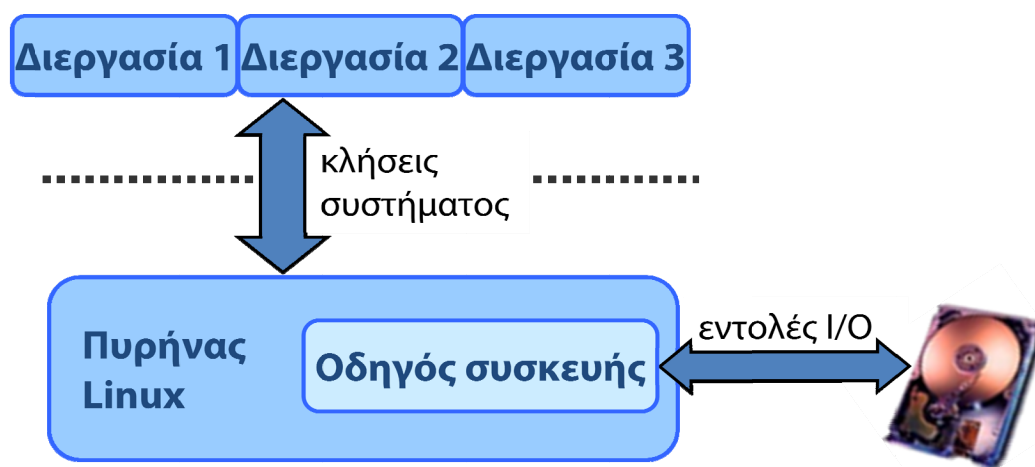 Διεργασία 1 Διεργασία 2 Διεργασία 3
κλήσεις
συστήματος
Πυρήνας
Linux
Οδηγός συσκευής
εντολές I/O